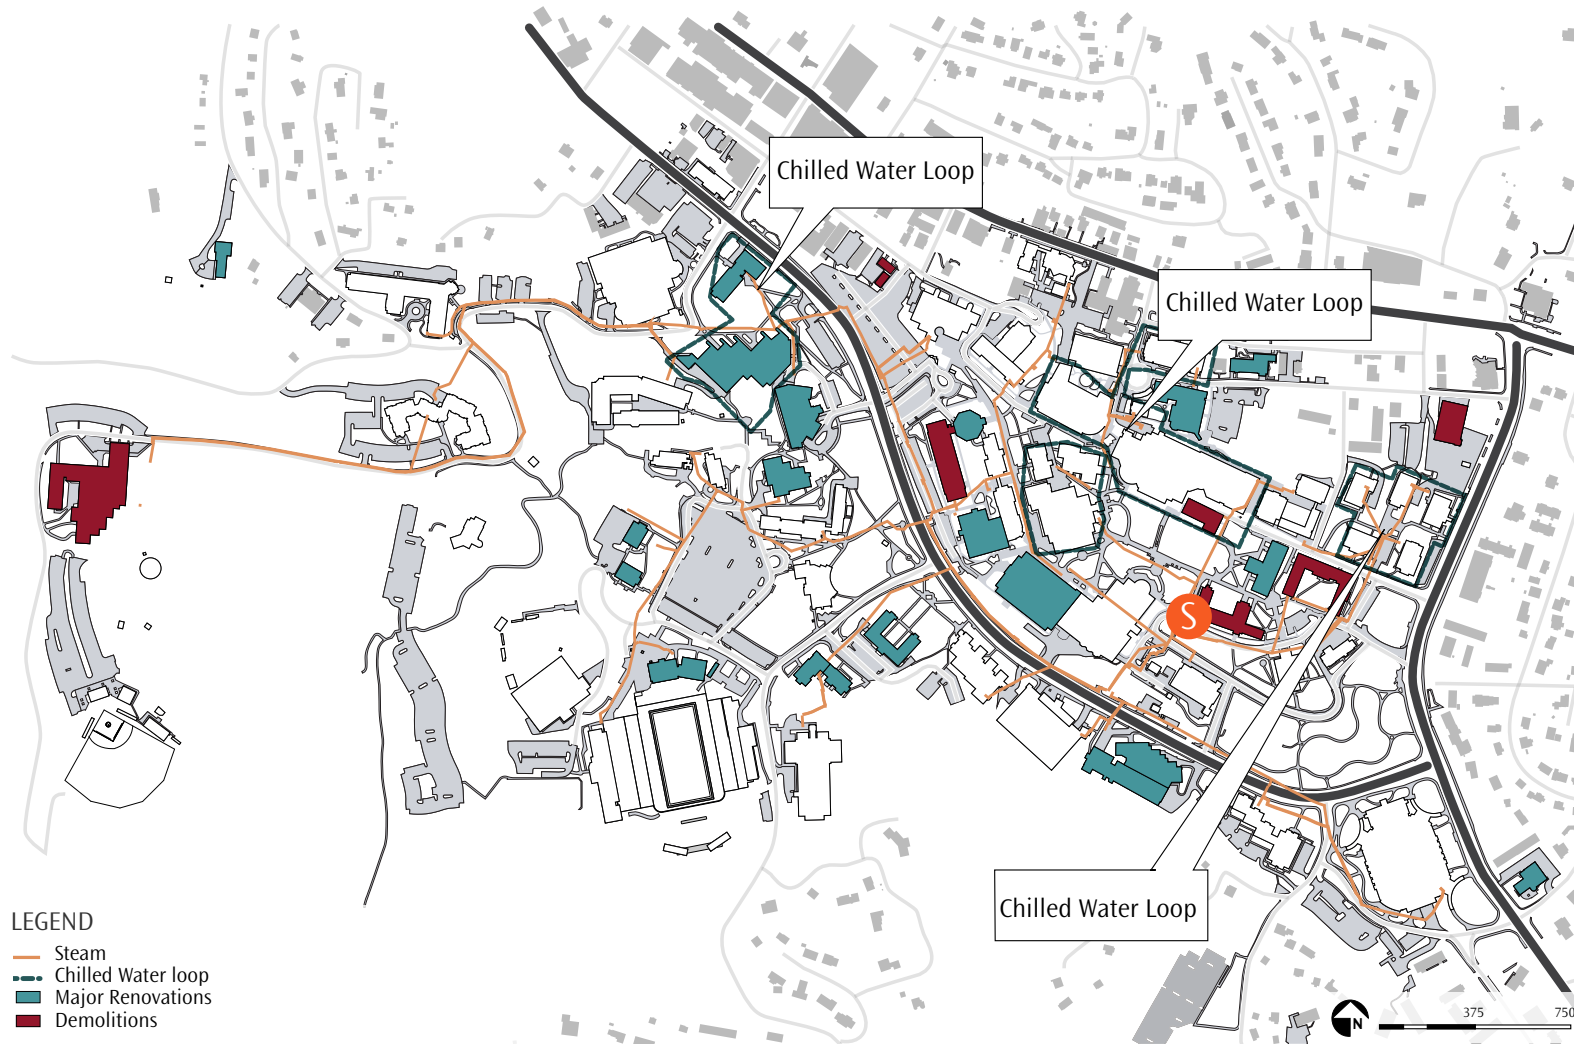 Chilled Water Loop
Chilled Water Loop
S
Chilled Water Loop
LEGEND
Steam
Chilled Water loop
Major Renovations
Demolitions
N
375
750